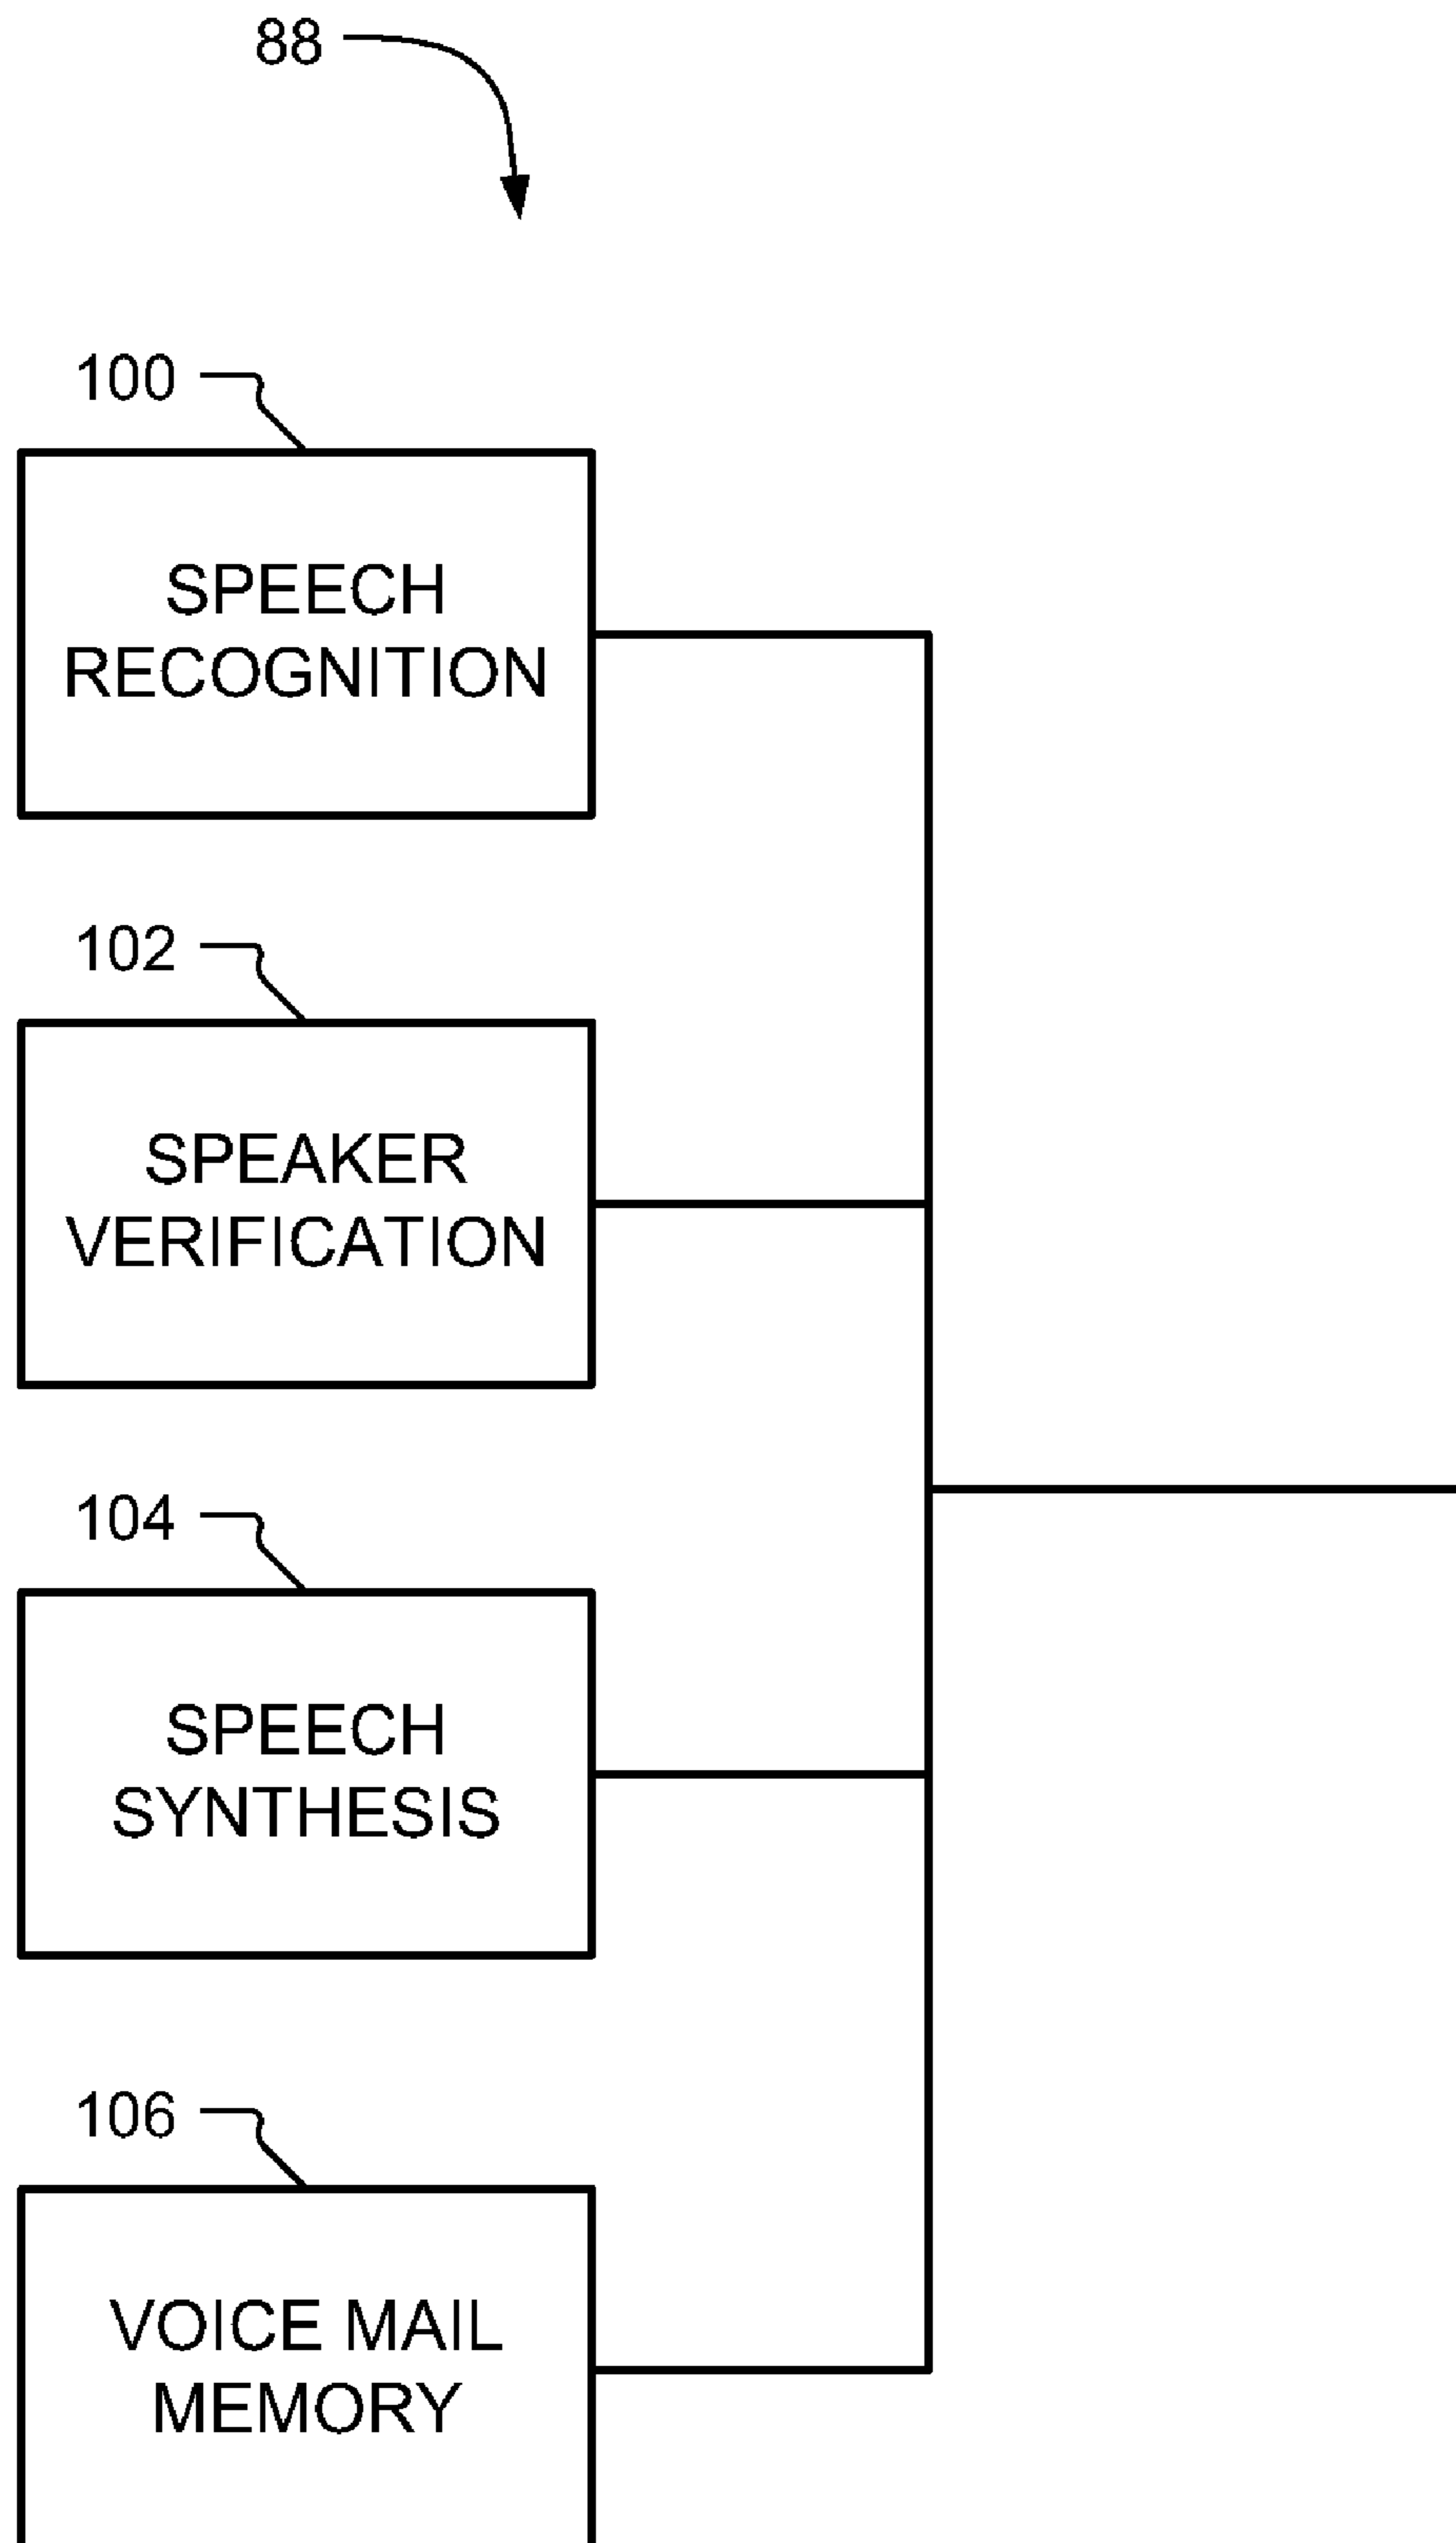 88
100
SPEECH
RECOGNITION
102
SPEAKER
VERIFICATION
104
SPEECH
SYNTHESIS
106
VOICE MAIL
MEMORY